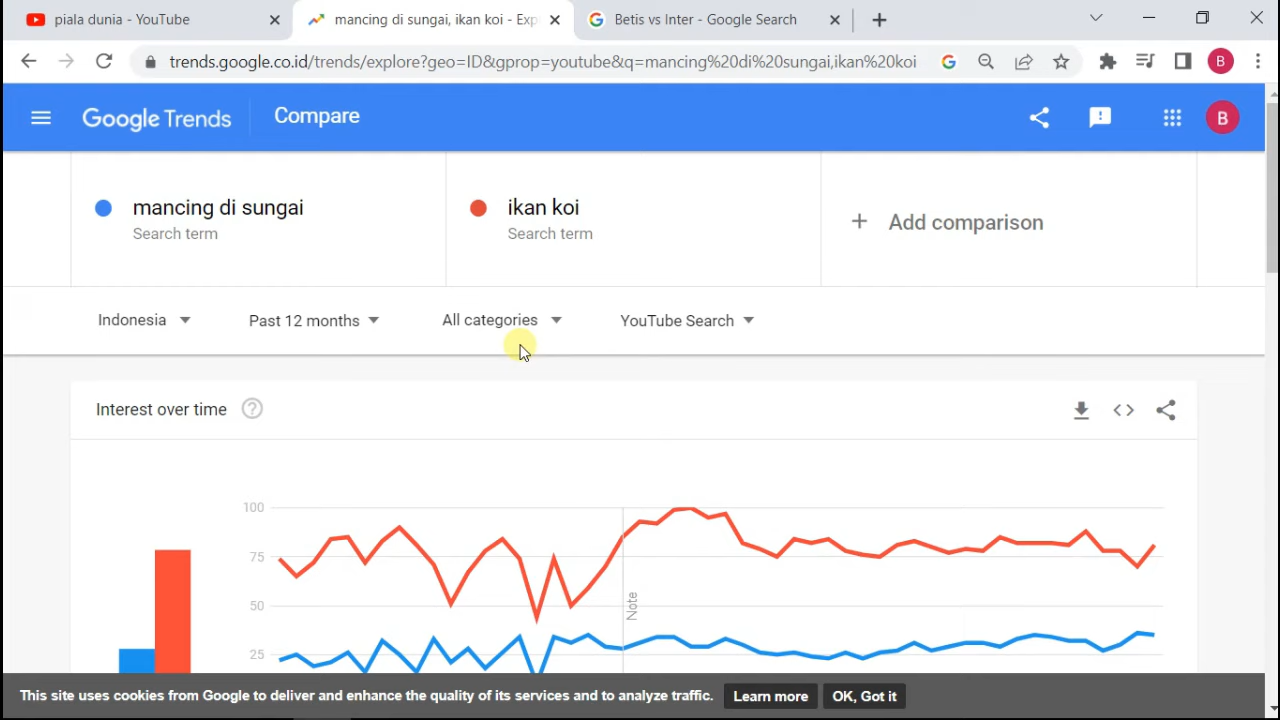 piala dunia - YouTube
mancing di sungai, ikan koi - Exp
Betis vs Inter - Google Search
trends.google.co.id/trends/explore?geo=ID&gprop=youtube&q=mancing%20di%20sungai,ikan%20koi
B
Google Trends
Compare
B
mancing di sungai
Search term
ikan koi
Search term
+ Add comparison
Indonesia
Past 12 months
All categories
YouTube Search
Interest over time
100
75
50
25
Note
This site uses cookies from Google to deliver and enhance the quality of its services and to analyze traffic.
Learn more
OK, Got it